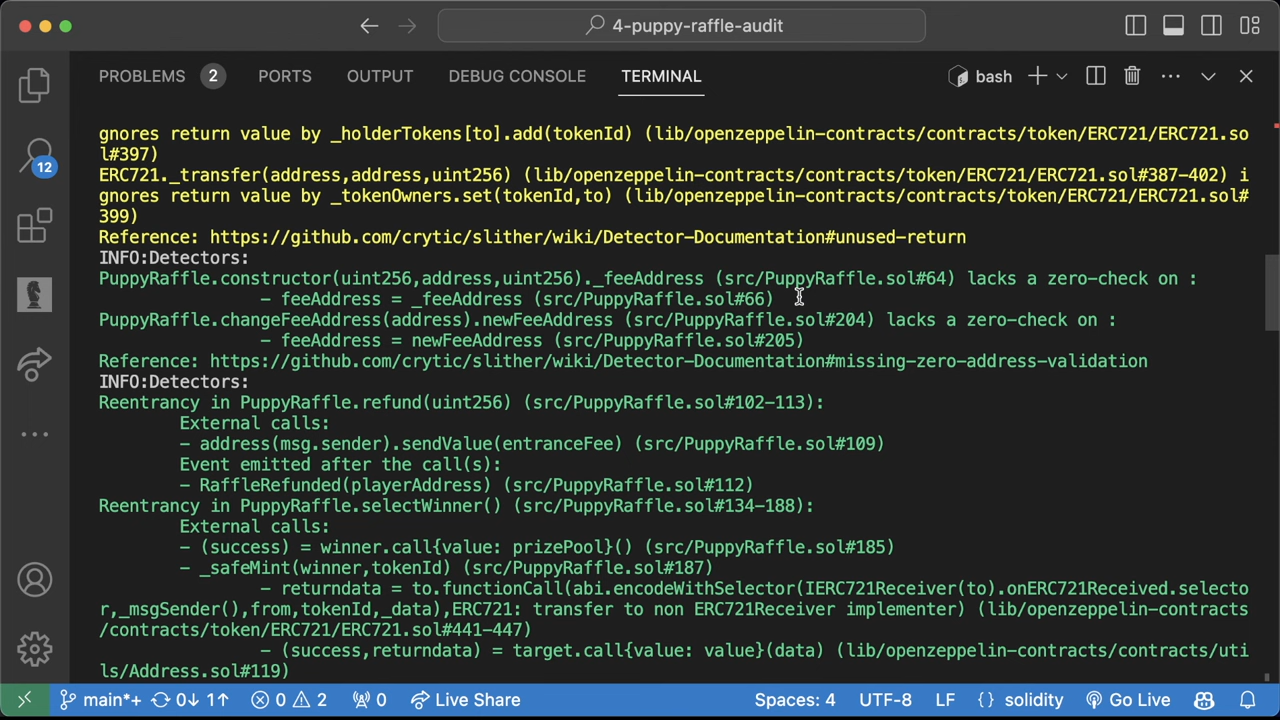 4-puppy-raffle-audit
PROBLEMS 2 PORTS OUTPUT DEBUG CONSOLE TERMINAL bash
gnores return value by _holderTokens[to].add(tokenId) (lib/openzeppelin-contracts/contracts/token/ERC721/ERC721.so
l#397)
ERC721._transfer(address,address,uint256) (lib/openzeppelin-contracts/contracts/token/ERC721/ERC721.sol#387-402) i
gnores return value by _tokenOwners.set(tokenId,to) (lib/openzeppelin-contracts/contracts/token/ERC721/ERC721.sol#
399)
Reference: https://github.com/crytic/slither/wiki/Detector-Documentation#unused-return
INFO:Detectors:
PuppyRaffle.constructor(uint256,address,uint256)._feeAddress (src/PuppyRaffle.sol#64) lacks a zero-check on :
- feeAddress = _feeAddress (src/PuppyRaffle.sol#66)
PuppyRaffle.changeFeeAddress(address).newFeeAddress (src/PuppyRaffle.sol#204) lacks a zero-check on :
- feeAddress = newFeeAddress (src/PuppyRaffle.sol#205)
Reference: https://github.com/crytic/slither/wiki/Detector-Documentation#missing-zero-address-validation
INFO:Detectors:
Reentrancy in PuppyRaffle.refund(uint256) (src/PuppyRaffle.sol#102-113):
External calls:
- address(msg.sender).sendValue(entranceFee) (src/PuppyRaffle.sol#109)
Event emitted after the call(s):
- RaffleRefunded(playerAddress) (src/PuppyRaffle.sol#112)
Reentrancy in PuppyRaffle.selectWinner() (src/PuppyRaffle.sol#134-188):
External calls:
- (success) = winner.call{value: prizePool}() (src/PuppyRaffle.sol#185)
- _safeMint(winner,tokenId) (src/PuppyRaffle.sol#187)
- returndata = to.functionCall(abi.encodeWithSelector(IERC721Receiver(to).onERC721Received.selecto
r,_msgSender(),from,tokenId,_data),ERC721: transfer to non ERC721Receiver implementer) (lib/openzeppelin-contracts
/contracts/token/ERC721/ERC721.sol#441-447)
- (success,returndata) = target.call{value: value}(data) (lib/openzeppelin-contracts/contracts/uti
ls/Address.sol#119)
12
main*+ 0↓ 1↑ 0 2 0 Live Share Spaces: 4 UTF-8 LF {} solidity Go Live